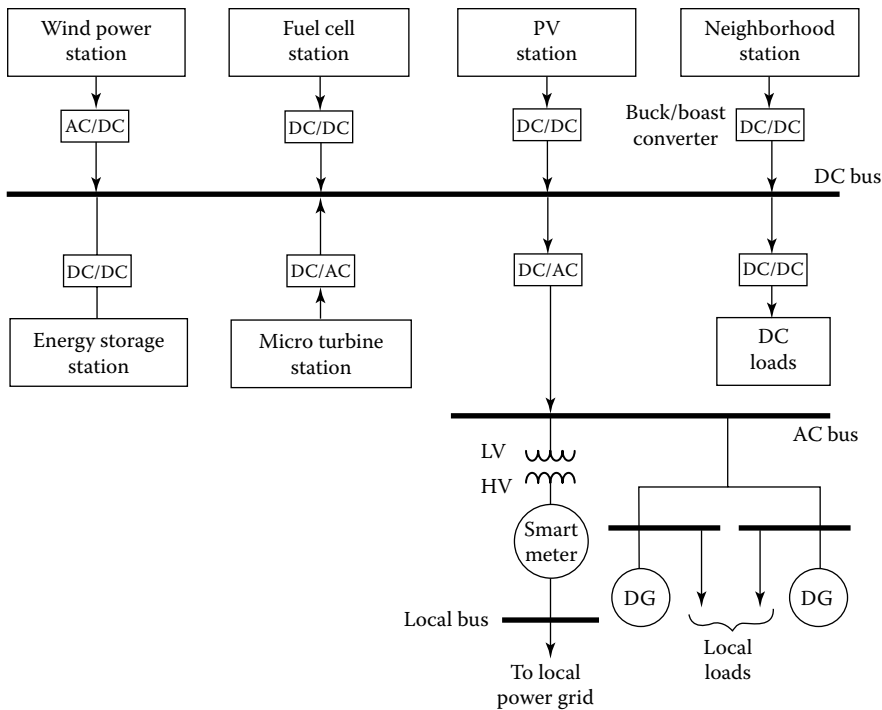 Wind power
station
Fuel cell
station
PV
station
Neighborhood
station
AC/DC
DC/DC
DC/DC
Buck/boast
converter
DC/DC
DC bus
DC/DC
DC/AC
DC/AC
DC/DC
Energy storage
station
Micro turbine
station
DC
loads
AC bus
LV
HV
Smart
meter
DG
DG
Local bus
Local
loads
To local
power grid